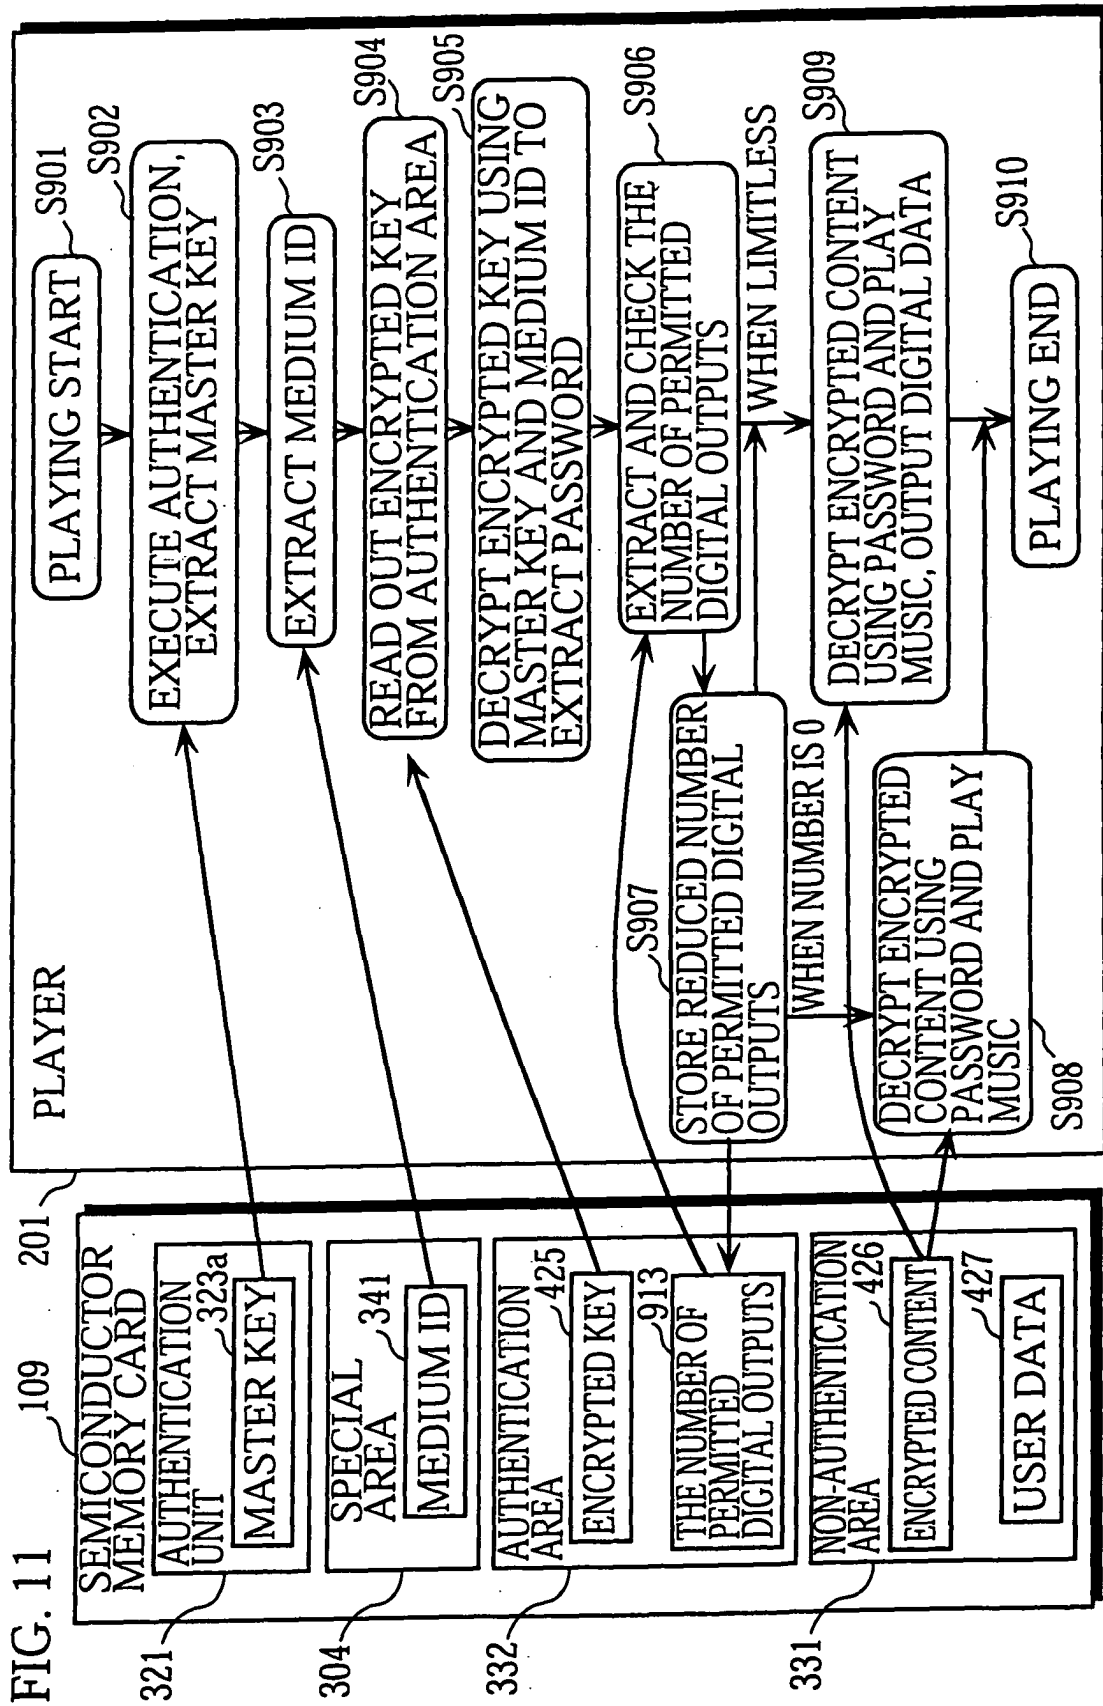 FIG. 11
109
SEMICONDUCTOR
MEMORY CARD
321
AUTHENTICATION
UNIT
323a
MASTER KEY
304
SPECIAL
AREA
341
MEDIUM ID
332
AUTHENTICATION
AREA
425
ENCRYPTED KEY
913
THE NUMBER OF
PERMITTED
DIGITAL OUTPUTS
331
NON-AUTHENTICATION
AREA
426
ENCRYPTED CONTENT
427
USER DATA
201
PLAYER
PLAYING START
S901
EXECUTE AUTHENTICATION,
EXTRACT MASTER KEY
S902
EXTRACT MEDIUM ID
S903
READ OUT ENCRYPTED KEY
FROM AUTHENTICATION AREA
S904
DECRYPT ENCRYPTED KEY USING
MASTER KEY AND MEDIUM ID TO
EXTRACT PASSWORD
S905
EXTRACT AND CHECK THE
NUMBER OF PERMITTED
DIGITAL OUTPUTS
S906
S907
STORE REDUCED NUMBER
OF PERMITTED DIGITAL
OUTPUTS
WHEN LIMITLESS
WHEN NUMBER IS 0
DECRYPT ENCRYPTED
CONTENT USING
PASSWORD AND PLAY
MUSIC
S908
DECRYPT ENCRYPTED CONTENT
USING PASSWORD AND PLAY
MUSIC, OUTPUT DIGITAL DATA
S909
PLAYING END
S910